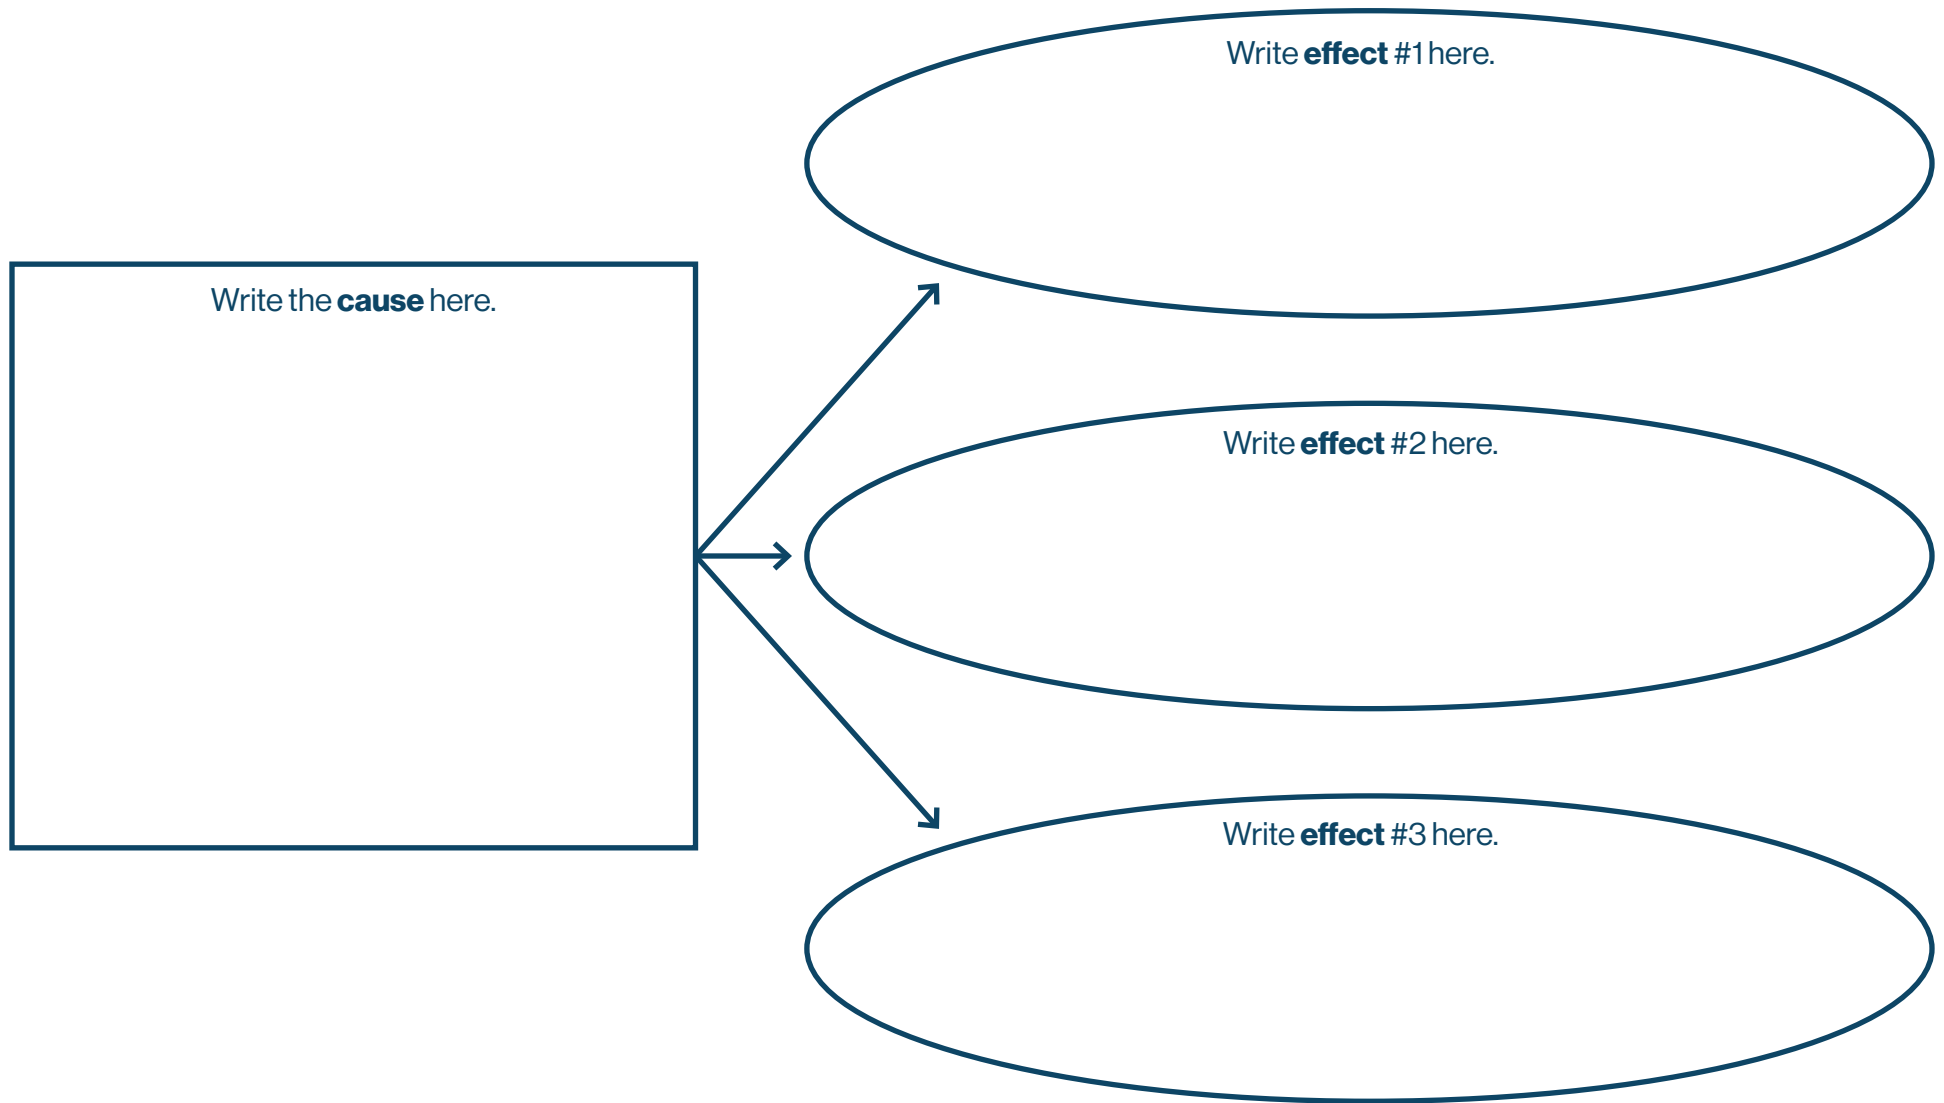 Write effect #1 here.
Write the cause here.
Write effect #2 here.
Write effect #3 here.